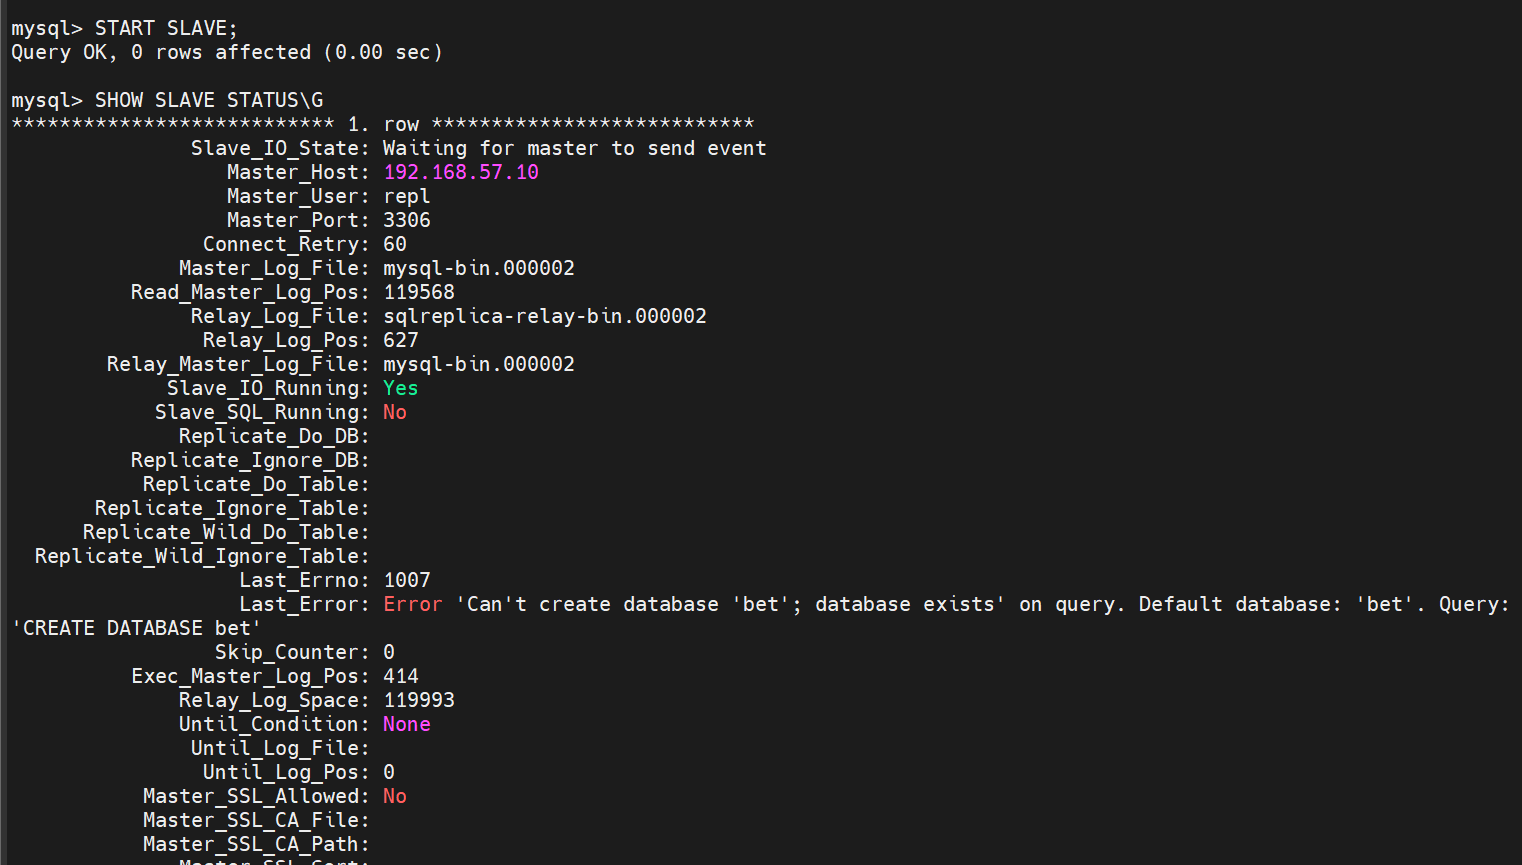 mysql> START SLAVE;
Query OK, 0 rows affected (0.00 sec)
mysql> SHOW SLAVE STATUS\G
*************************** 1. row ***************************
Slave_IO_State: Waiting for master to send event
Master_Host: 192.168.57.10
Master_User: repl
Master_Port: 3306
Connect_Retry: 60
Master_Log_File: mysql-bin.000002
Read_Master_Log_Pos: 119568
Relay_Log_File: sqlreplica-relay-bin.000002
Relay_Log_Pos: 627
Relay_Master_Log_File: mysql-bin.000002
Slave_IO_Running: Yes
Slave_SQL_Running: No
Replicate_Do_DB:
Replicate_Ignore_DB:
Replicate_Do_Table:
Replicate_Ignore_Table:
Replicate_Wild_Do_Table:
Replicate_Wild_Ignore_Table:
Last_Errno: 1007
Last_Error: Error 'Can't create database 'bet'; database exists' on query. Default database: 'bet'. Query:
'CREATE DATABASE bet'
Skip_Counter: 0
Exec_Master_Log_Pos: 414
Relay_Log_Space: 119993
Until_Condition: None
Until_Log_File:
Until_Log_Pos: 0
Master_SSL_Allowed: No
Master_SSL_CA_File:
Master_SSL_CA_Path:
Master_SSL_Cert: